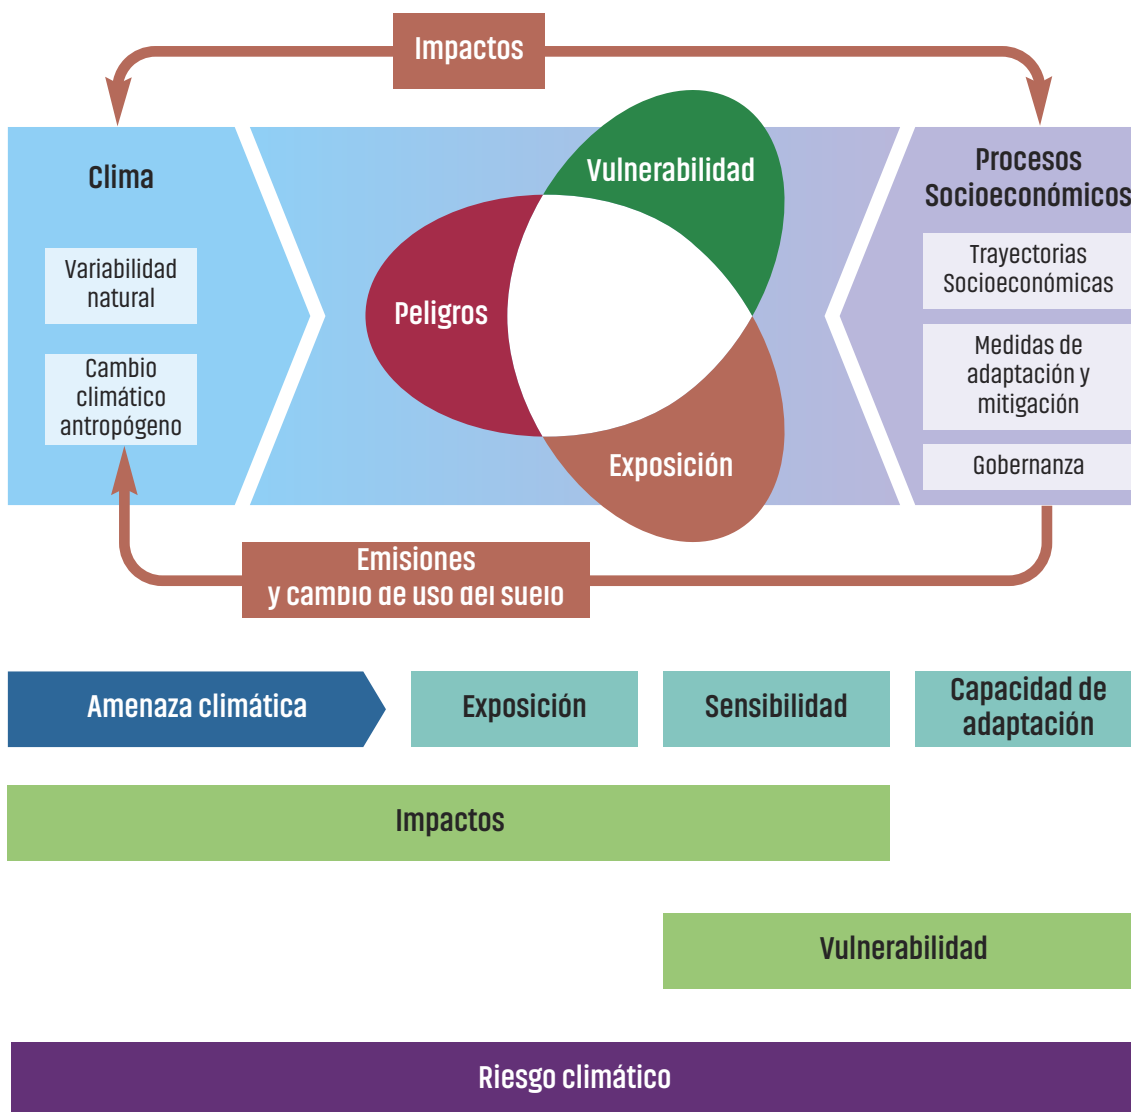 Impactos
Clima
Variabilidad
natural
Cambio
climático
antropógeno
Vulnerabilidad
Peligros
Exposición
Procesos
Socioeconómicos
Trayectorias
Socioeconómicas
Medidas de
adaptación y
mitigación
Gobernanza
Emisiones
y cambio de uso del suelo
Amenaza climática
Exposición
Sensibilidad
Capacidad de
adaptación
Impactos
Vulnerabilidad
Riesgo climático